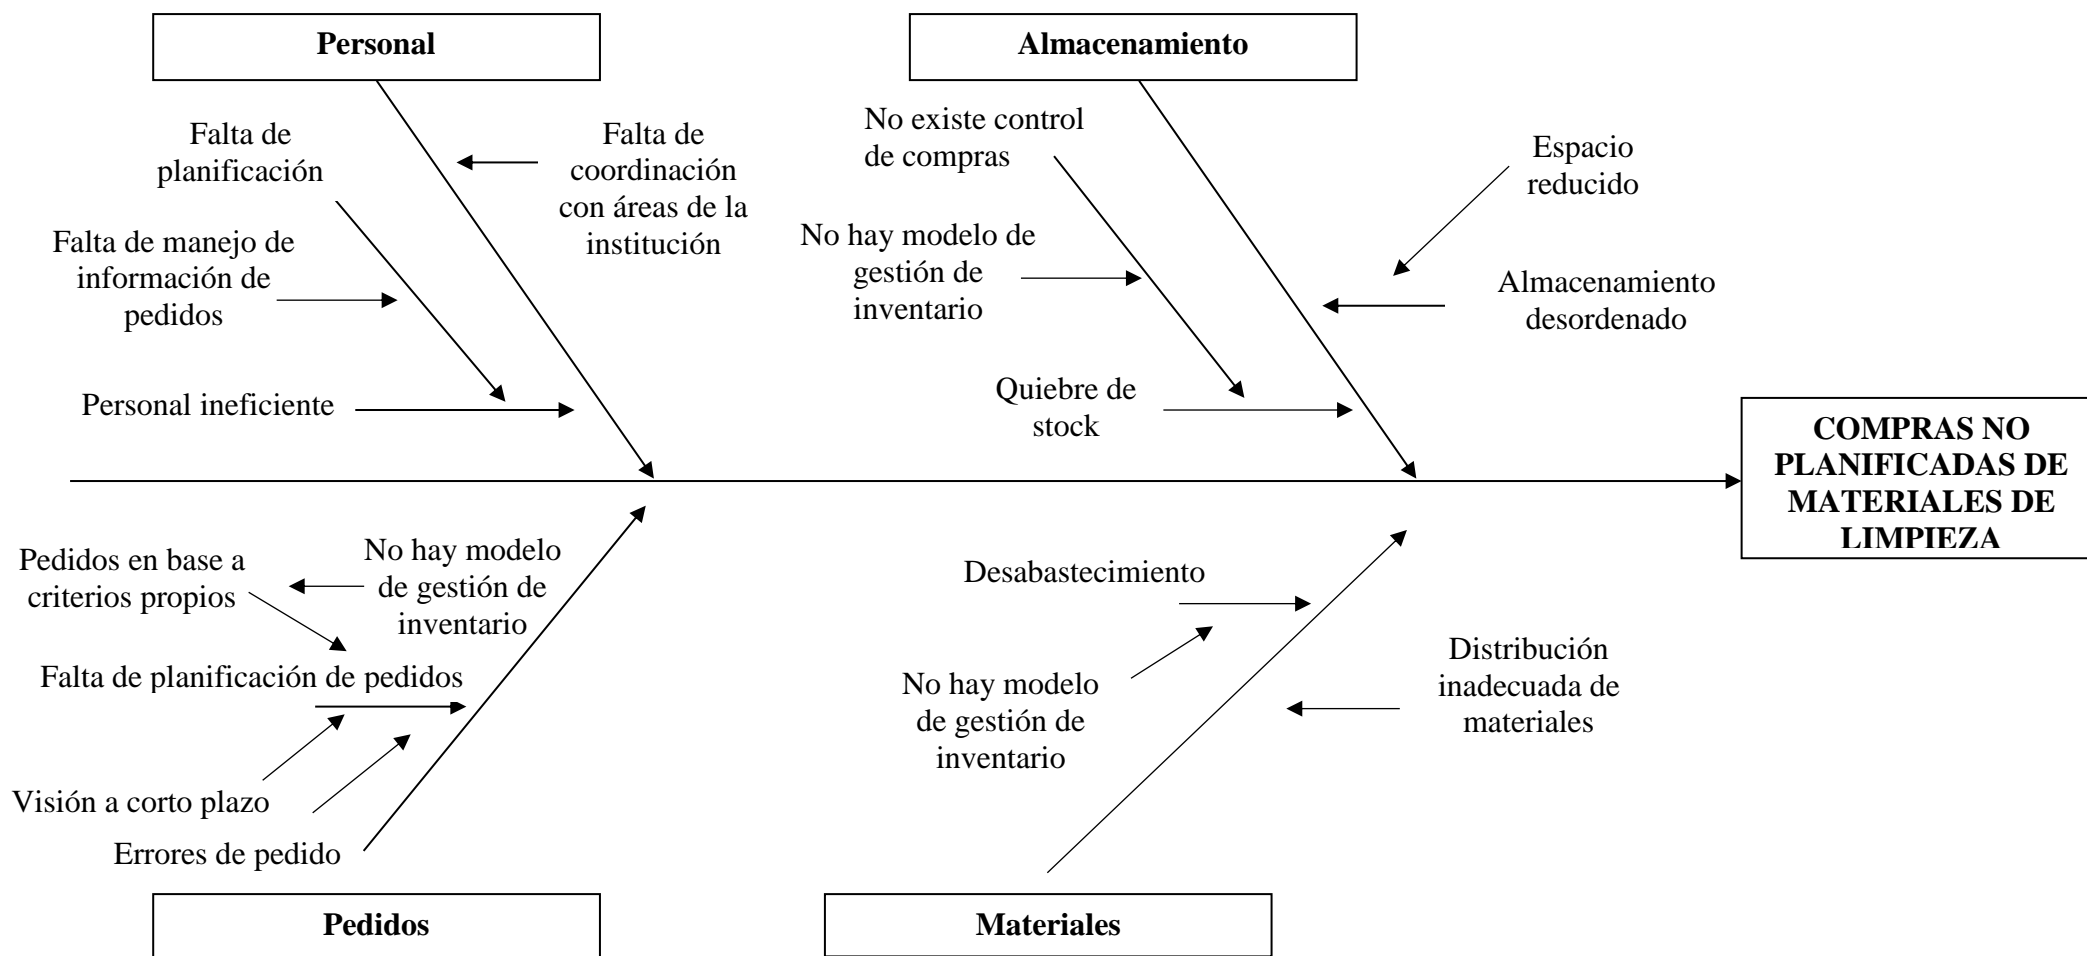 Personal
Almacenamiento
Falta de
planificación
Falta de
coordinación
con áreas de la
institución
No existe control
de compras
Espacio
reducido
Falta de manejo de
información de
pedidos
No hay modelo de
gestión de
inventario
Almacenamiento
desordenado
Personal ineficiente
Quiebre de
stock
COMPRAS NO
PLANIFICADAS DE
MATERIALES DE
LIMPIEZA
Pedidos en base a
criterios propios
No hay modelo
de gestión de
inventario
Desabastecimiento
Falta de planificación de pedidos
No hay modelo
de gestión de
inventario
Distribución
inadecuada de
materiales
Visión a corto plazo
Errores de pedido
Pedidos
Materiales